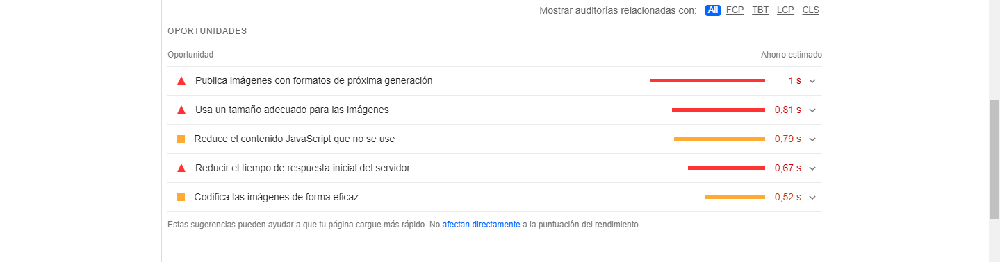 Mostrar auditorías relacionadas con: All FCP TBT LCP CLS
OPORTUNIDADES
Oportunidad Ahorro estimado
Publica imágenes con formatos de próxima generación 1 s
Usa un tamaño adecuado para las imágenes 0,81 s
Reduce el contenido JavaScript que no se use 0,79 s
Reducir el tiempo de respuesta inicial del servidor 0,67 s
Codifica las imágenes de forma eficaz 0,52 s
Estas sugerencias pueden ayudar a que tu página cargue más rápido. No afectan directamente a la puntuación del rendimiento